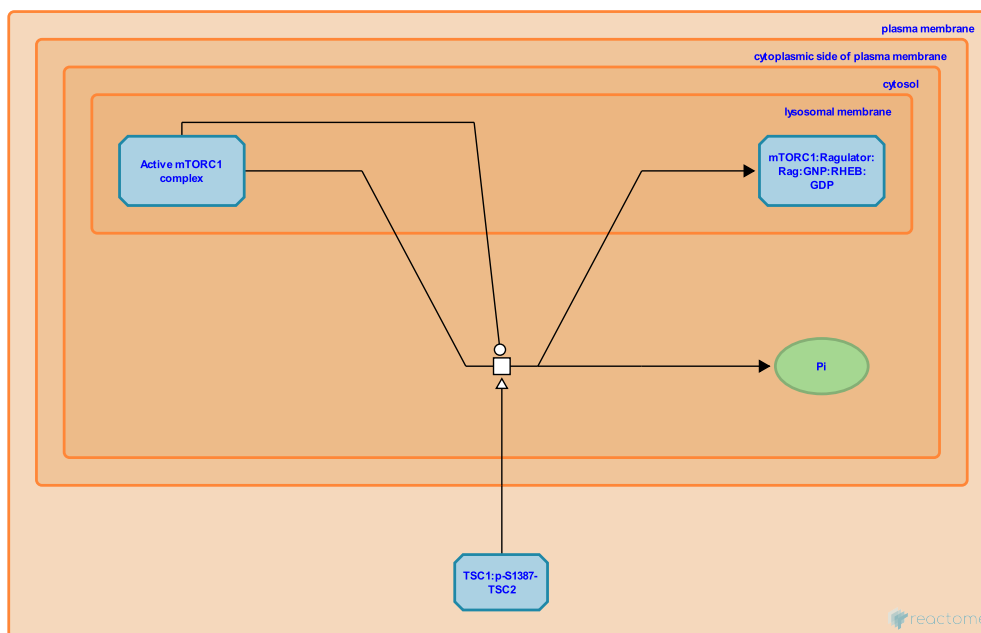 plasma membrane
cytoplasmic side of plasma membrane
cytosol
lysosomal membrane
Active mTORC1
complex
mTORC1:Ragulator:
Rag:GNP:RHEB:
GDP
Pi
TSC1:p-S1387-
TSC2
reactome